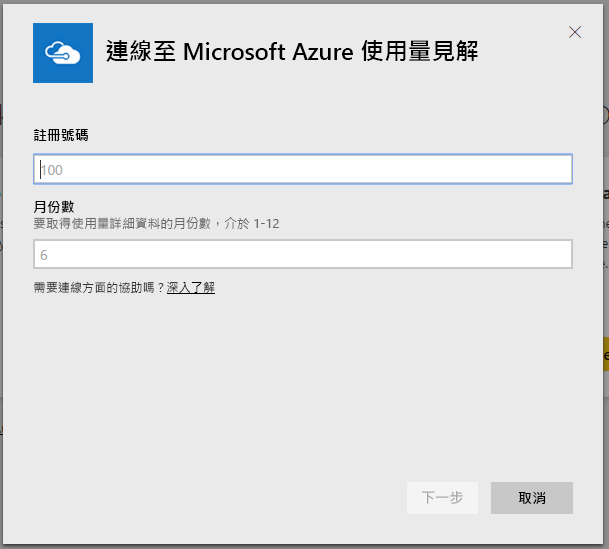 連線至 Microsoft Azure 使用量見解
註冊號碼
100
月份數
要取得使用量詳細資料的月份數，介於 1-12
6
需要連線方面的協助嗎？深入了解
下一步
取消